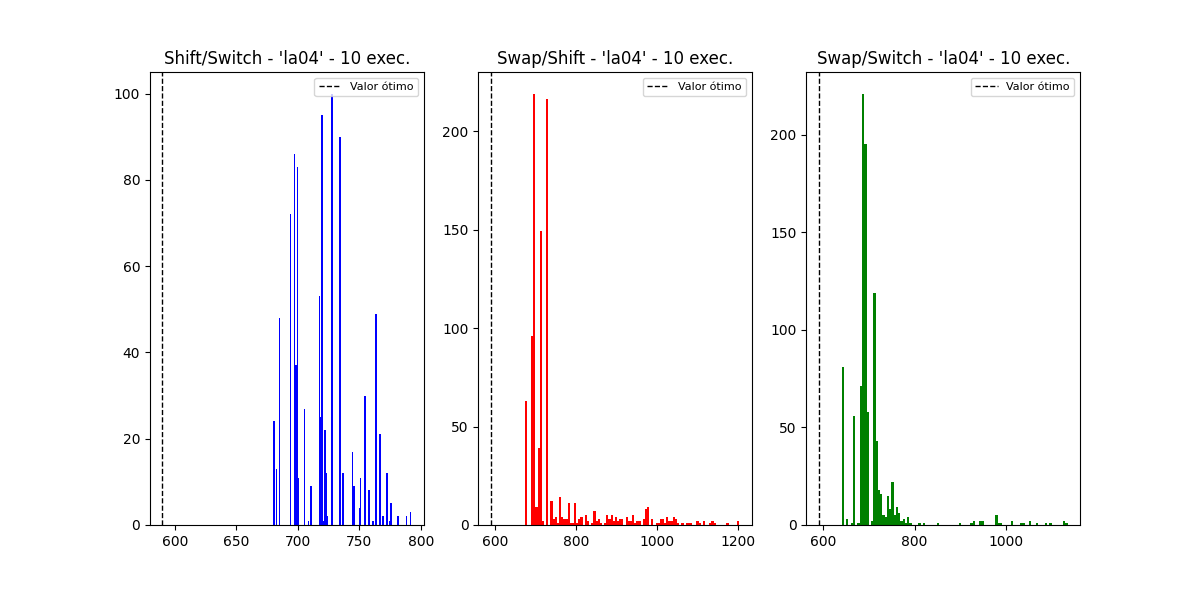 Shift/Switch - 'la04' - 10 exec.
Valor ótimo
100
80
60
40
20
0
600 650 700 750 800
Swap/Shift - 'la04' - 10 exec.
Valor ótimo
200
150
100
50
0
600 800 1000 1200
Swap/Switch - 'la04' - 10 exec.
Valor ótimo
200
150
100
50
0
600 800 1000